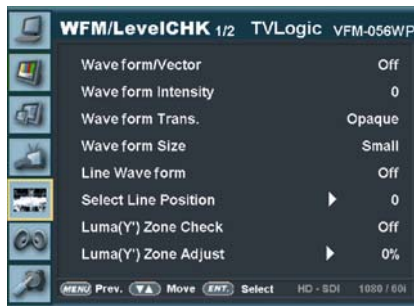 WFM/LevelCHK 1/2 TVLogic VFM-056WP
Wave form/Vector Off
Wave form Intensity 0
Wave form Trans. Opaque
Wave form Size Small
Line Wave form Off
Select Line Position 0
Luma(Y') Zone Check Off
Luma(Y') Zone Adjust 0%
MENU Prev. Move ENT. Select HD - SDI 1080 / 60i